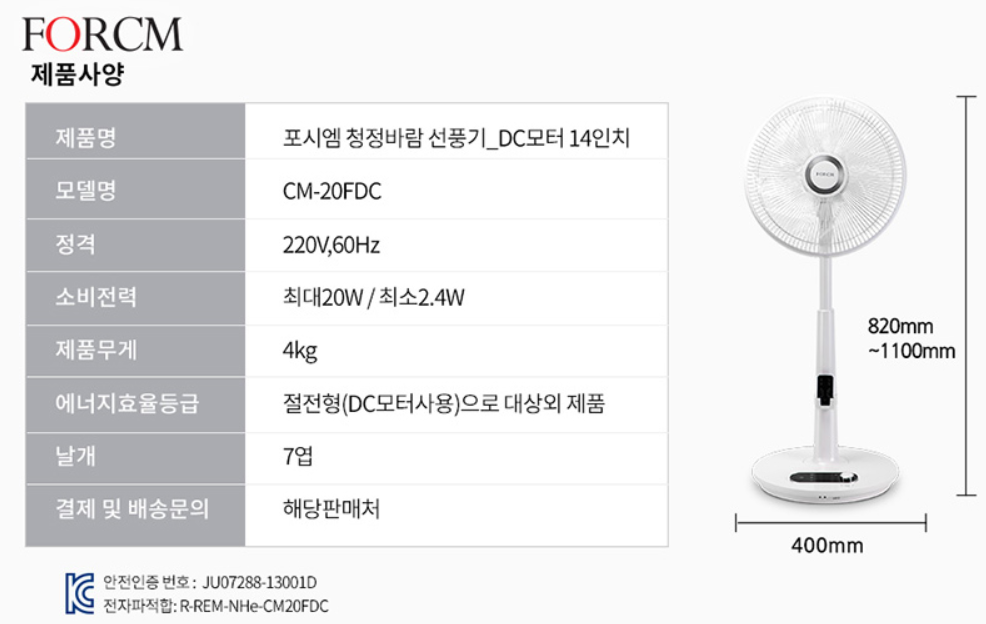 FORCM
제품사양
제품명 포시엠 청정바람 선풍기_DC모터 14인치
모델명 CM-20FDC
정격 220V,60Hz
소비전력 최대20W / 최소2.4W
제품무게 4kg
에너지효율등급 절전형(DC모터사용)으로 대상외 제품
날개 7엽
결제 및 배송문의 해당판매처
FORCM
820mm
~1100mm
400mm
안전인증 번호 : JU07288-13001D
전자파적합: R-REM-NHe-CM20FDC